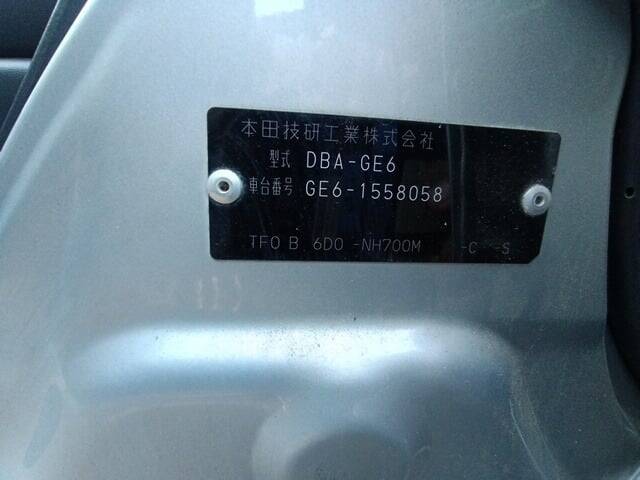 本田技研工業株式会社
型式 DBA-GE6
車台番号 GE6-1558058
TF0 B 6D0 -NH700M -C -S